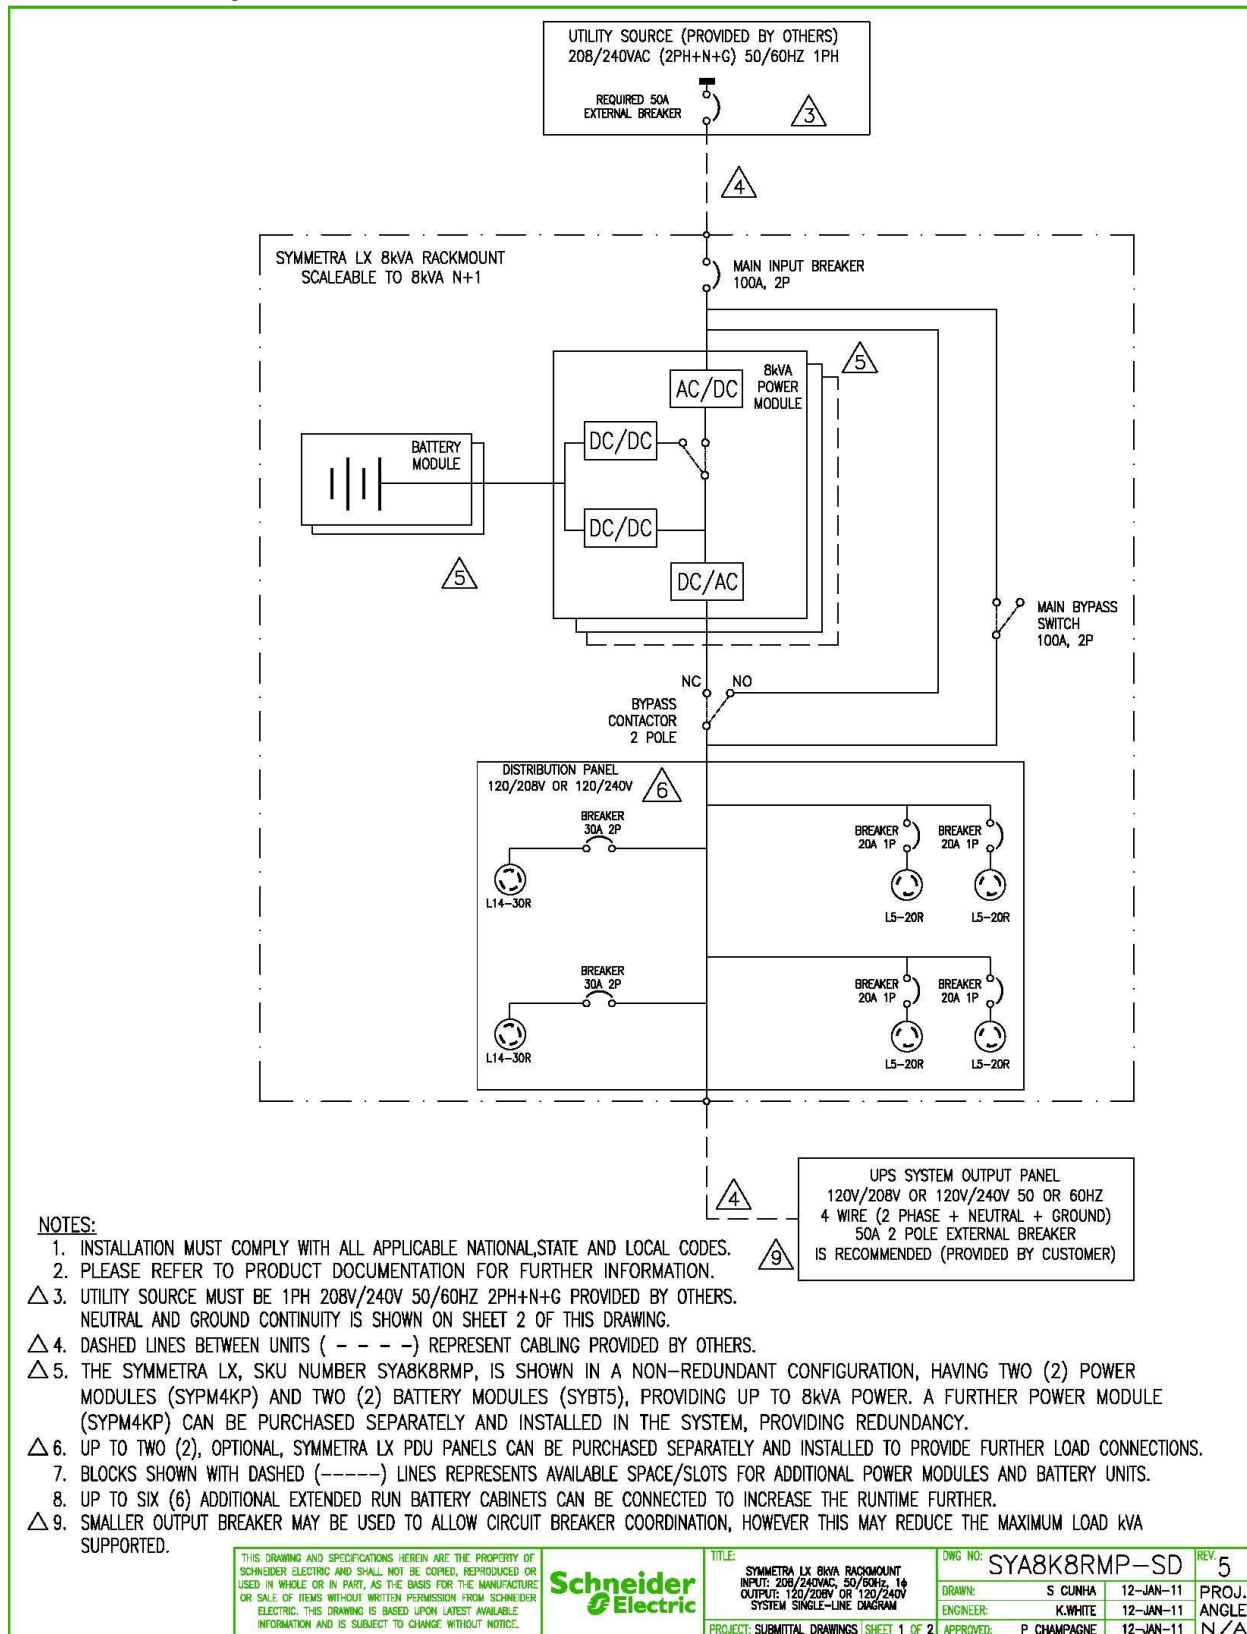 UTILITY SOURCE (PROVIDED BY OTHERS)
208/240VAC (2PH+N+G) 50/60HZ 1PH
REQUIRED 50A
EXTERNAL BREAKER
3
4
SYMMETRA LX 8kVA RACKMOUNT
SCALEABLE TO 8kVA N+1
MAIN INPUT BREAKER
100A, 2P
5
8kVA
POWER
MODULE
AC/DC
DC/DC
BATTERY
MODULE
DC/DC
5
DC/AC
MAIN BYPASS
SWITCH
100A, 2P
NC NO
BYPASS
CONTACTOR
2 POLE
DISTRIBUTION PANEL
120/208V OR 120/240V
6
BREAKER
30A 2P
L14-30R
BREAKER
20A 1P
BREAKER
20A 1P
L5-20R
L5-20R
BREAKER
30A 2P
L14-30R
BREAKER
20A 1P
BREAKER
20A 1P
L5-20R
L5-20R
4
UPS SYSTEM OUTPUT PANEL
120V/208V OR 120V/240V 50 OR 60HZ
4 WIRE (2 PHASE + NEUTRAL + GROUND)
50A 2 POLE EXTERNAL BREAKER
IS RECOMMENDED (PROVIDED BY CUSTOMER)
9
NOTES:
1. INSTALLATION MUST COMPLY WITH ALL APPLICABLE NATIONAL,STATE AND LOCAL CODES.
2. PLEASE REFER TO PRODUCT DOCUMENTATION FOR FURTHER INFORMATION.
△3. UTILITY SOURCE MUST BE 1PH 208V/240V 50/60HZ 2PH+N+G PROVIDED BY OTHERS.
NEUTRAL AND GROUND CONTINUITY IS SHOWN ON SHEET 2 OF THIS DRAWING.
△4. DASHED LINES BETWEEN UNITS ( - - - -) REPRESENT CABLING PROVIDED BY OTHERS.
△5. THE SYMMETRA LX, SKU NUMBER SYA8K8RMP, IS SHOWN IN A NON-REDUNDANT CONFIGURATION, HAVING TWO (2) POWER
MODULES (SYPM4KP) AND TWO (2) BATTERY MODULES (SYBT5), PROVIDING UP TO 8kVA POWER. A FURTHER POWER MODULE
(SYPM4KP) CAN BE PURCHASED SEPARATELY AND INSTALLED IN THE SYSTEM, PROVIDING REDUNDANCY.
△6. UP TO TWO (2), OPTIONAL, SYMMETRA LX PDU PANELS CAN BE PURCHASED SEPARATELY AND INSTALLED TO PROVIDE FURTHER LOAD CONNECTIONS.
7. BLOCKS SHOWN WITH DASHED (-----) LINES REPRESENTS AVAILABLE SPACE/SLOTS FOR ADDITIONAL POWER MODULES AND BATTERY UNITS.
8. UP TO SIX (6) ADDITIONAL EXTENDED RUN BATTERY CABINETS CAN BE CONNECTED TO INCREASE THE RUNTIME FURTHER.
△9. SMALLER OUTPUT BREAKER MAY BE USED TO ALLOW CIRCUIT BREAKER COORDINATION, HOWEVER THIS MAY REDUCE THE MAXIMUM LOAD kVA
SUPPORTED.
THIS DRAWING AND SPECIFICATIONS HEREIN ARE THE PROPERTY OF
SCHNEIDER ELECTRIC AND SHALL NOT BE COPIED, REPRODUCED OR
USED IN WHOLE OR IN PART, AS THE BASIS FOR THE MANUFACTURE
OR SALE OF ITEMS WITHOUT WRITTEN PERMISSION FROM SCHNEIDER
ELECTRIC. THIS DRAWING IS BASED UPON LATEST AVAILABLE
INFORMATION AND IS SUBJECT TO CHANGE WITHOUT NOTICE.
Schneider
Electric
TITLE:
SYMMETRA LX 8kVA RACKMOUNT
INPUT: 208/240VAC, 50/60Hz, 1ϕ
OUTPUT: 120/208V OR 120/240V
SYSTEM SINGLE-LINE DIAGRAM
PROJECT: SUBMITTAL DRAWINGS SHEET 1 OF 2
DWG NO: SYA8K8RMP-SD
REV. 5
DRAWN: S CUNHA 12-JAN-11
ENGINEER: K.WHITE 12-JAN-11
APPROVED: P CHAMPAGNE 12-JAN-11
PROJ.
ANGLE
N/A